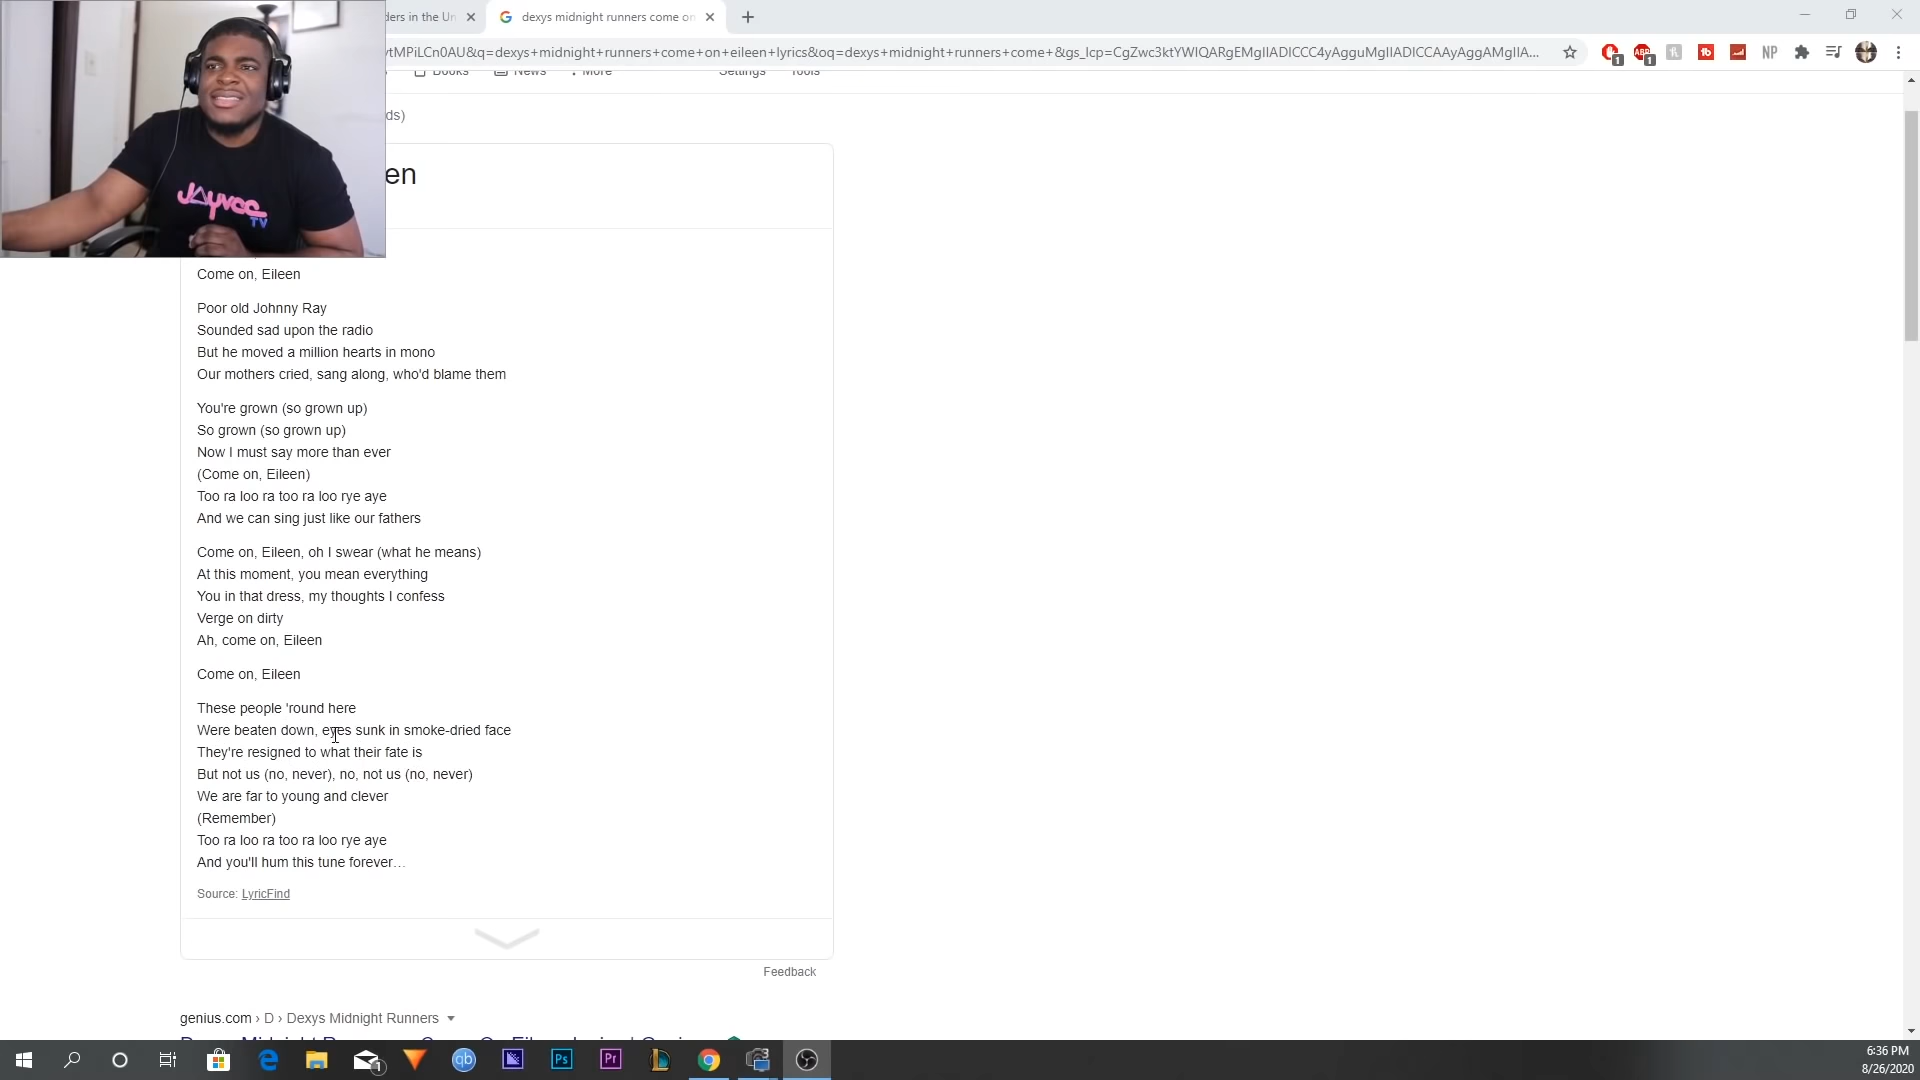 ders in the Un
dexys midnight runners come on
ytMPiLCn0AU&q=dexys+midnight+runners+come+on+eileen+lyrics&oq=dexys+midnight+runners+come+&gs_lcp=CgZwc3ktYWIQARgEMgIIADICCC4yAgguMgIIADICCAAyAggAMgIIA...
1
ABP
1
NP
Books
News
More
Settings
Tools
ds)
en
Jayvee
TV
Come on, Eileen
Poor old Johnny Ray
Sounded sad upon the radio
But he moved a million hearts in mono
Our mothers cried, sang along, who'd blame them
You're grown (so grown up)
So grown (so grown up)
Now I must say more than ever
(Come on, Eileen)
Too ra loo ra too ra loo rye aye
And we can sing just like our fathers
Come on, Eileen, oh I swear (what he means)
At this moment, you mean everything
You in that dress, my thoughts I confess
Verge on dirty
Ah, come on, Eileen
Come on, Eileen
These people 'round here
Were beaten down, eyes sunk in smoke-dried face
They're resigned to what their fate is
But not us (no, never), no, not us (no, never)
We are far to young and clever
(Remember)
Too ra loo ra too ra loo rye aye
And you'll hum this tune forever…
Source: LyricFind
Feedback
genius.com › D › Dexys Midnight Runners
qb
Ps
Pr
6:36 PM
8/26/2020